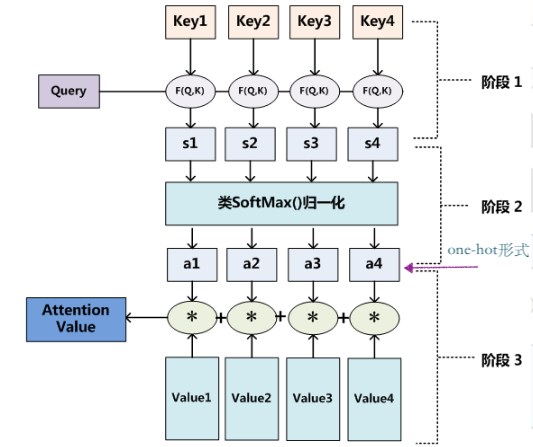 Key1 Key2 Key3 Key4
Query
F(Q,K) F(Q,K) F(Q,K) F(Q,K)
阶段 1
s1 s2 s3 s4
类SoftMax()归一化
阶段 2
one-hot形式
a1 a2 a3 a4
Attention
Value
* + * + * + *
阶段 3
Value1 Value2 Value3 Value4